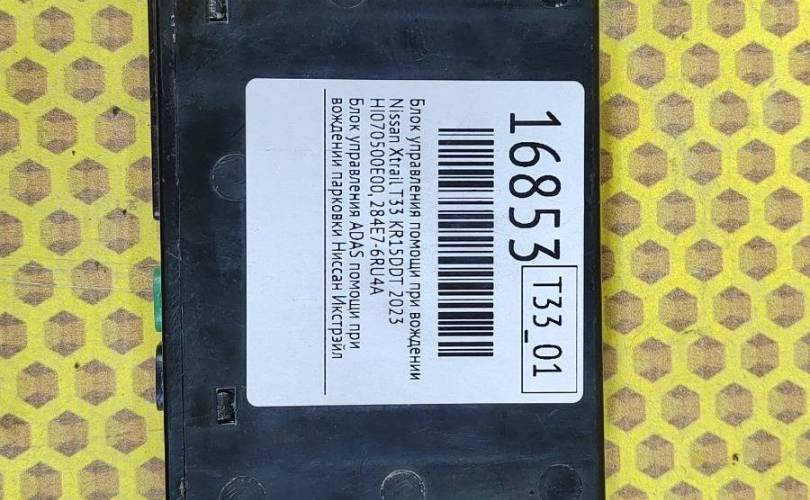 16853
T33_01
Блок управления помощи при вождении
Nissan Xtrail T33 KR15DDT 2023
HI070500E00, 284E7-6RU4A
Блок управления ADAS помощи при
вождении парковки Ниссан Икстрэйл